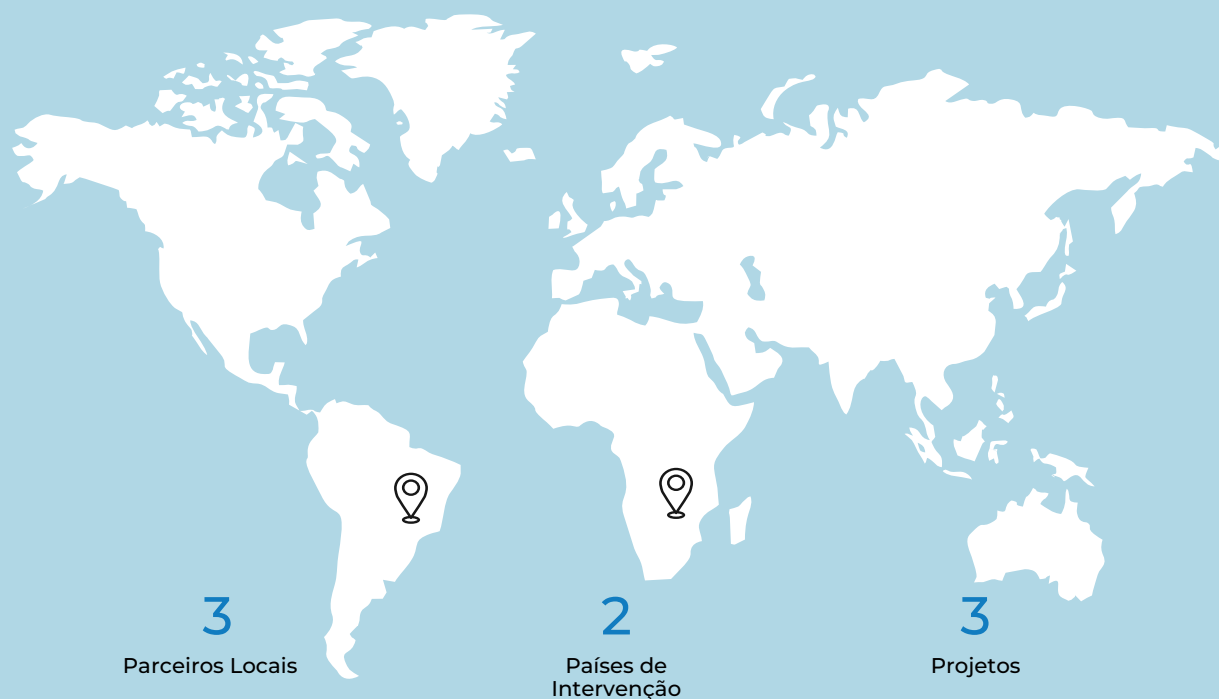 3
Parceiros Locais
2
Países de
Intervenção
3
Projetos